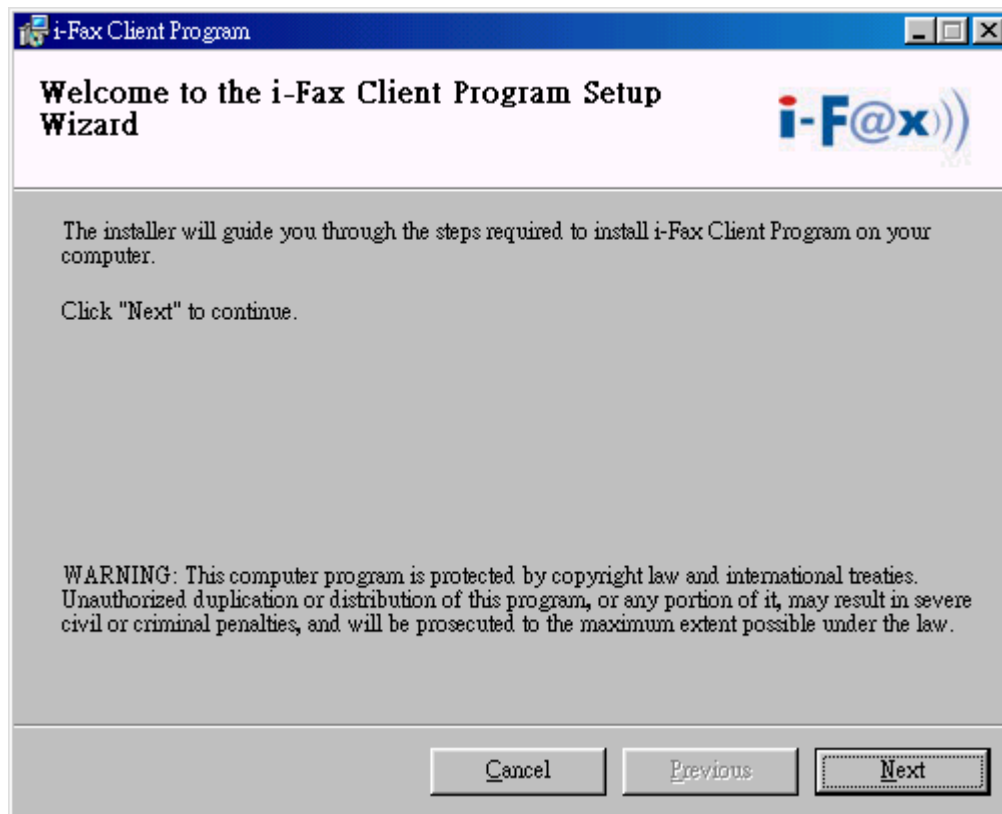 i-Fax Client Program
Welcome to the i-Fax Client Program Setup
Wizard
i-F@x
The installer will guide you through the steps required to install i-Fax Client Program on your
computer.
Click "Next" to continue.
WARNING: This computer program is protected by copyright law and international treaties.
Unauthorized duplication or distribution of this program, or any portion of it, may result in severe
civil or criminal penalties, and will be prosecuted to the maximum extent possible under the law.
Cancel
Previous
Next